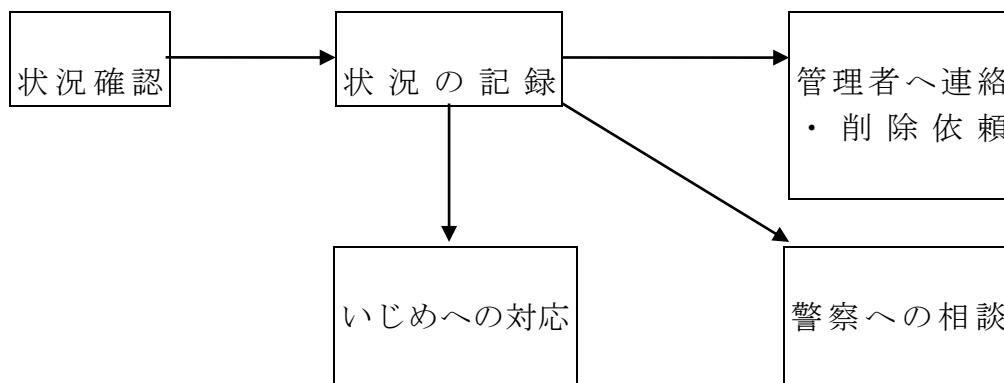 状況確認
状況の記録
管理者へ連絡
・削除依頼
いじめへの対応
警察への相談